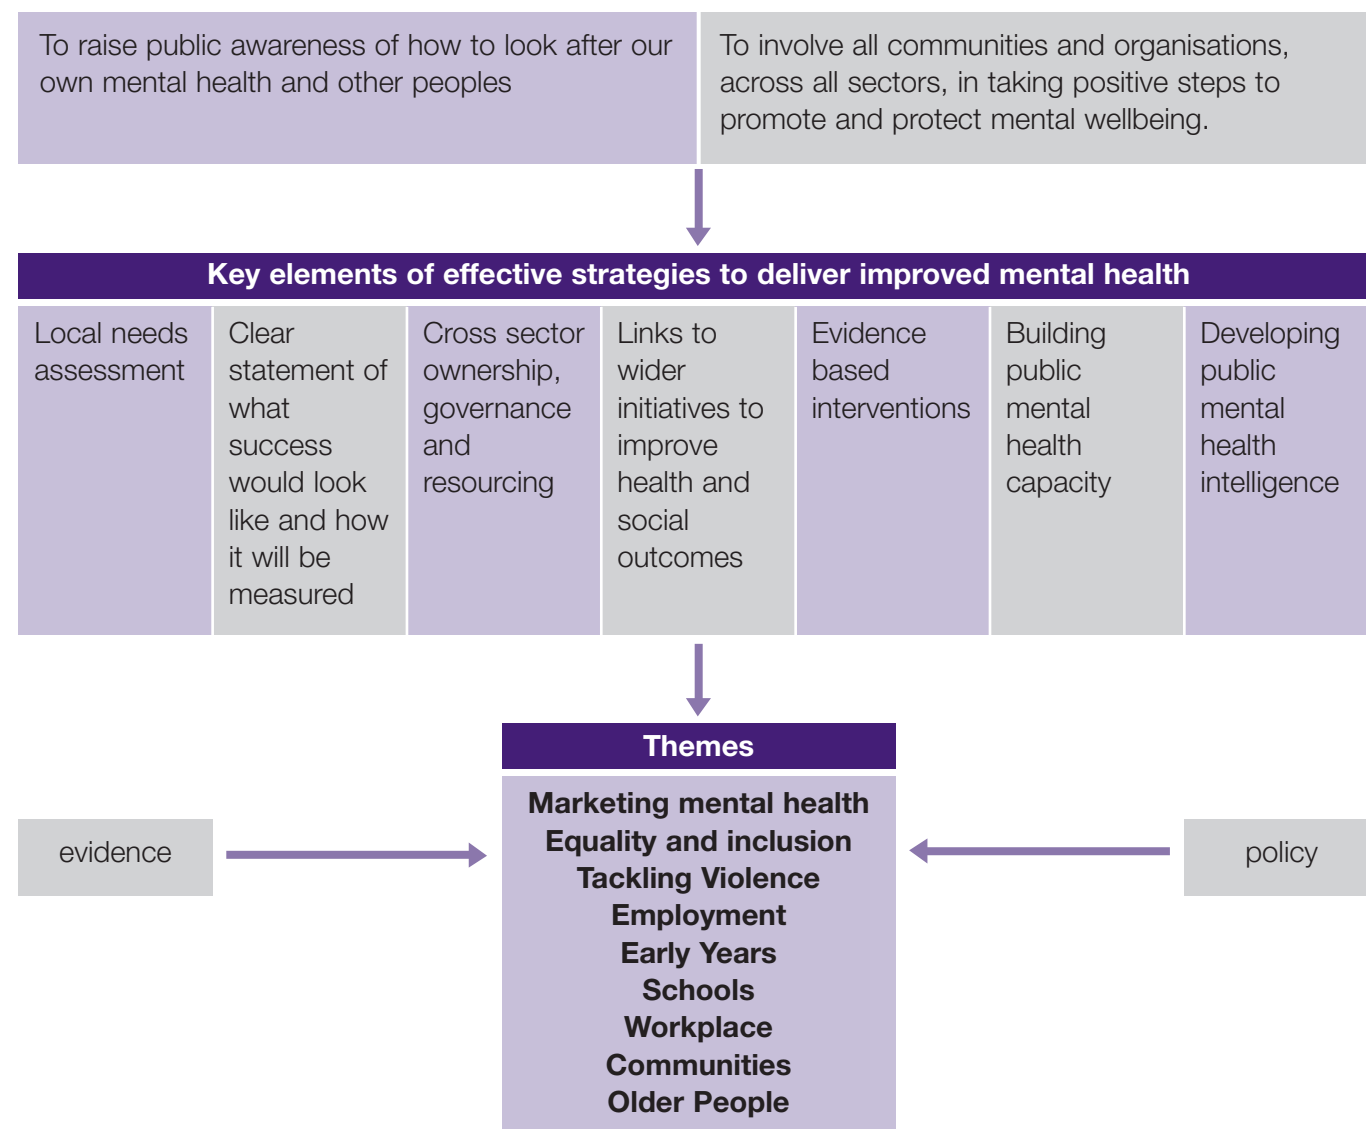 To raise public awareness of how to look after our
own mental health and other peoples
To involve all communities and organisations,
across all sectors, in taking positive steps to
promote and protect mental wellbeing.
Key elements of effective strategies to deliver improved mental health
Local needs
assessment
Clear
statement of
what
success
would look
like and how
it will be
measured
Cross sector
ownership,
governance
and
resourcing
Links to
wider
initiatives to
improve
health and
social
outcomes
Evidence
based
interventions
Building
public
mental
health
capacity
Developing
public
mental
health
intelligence
Themes
Marketing mental health
Equality and inclusion
Tackling Violence
Employment
Early Years
Schools
Workplace
Communities
Older People
evidence
policy